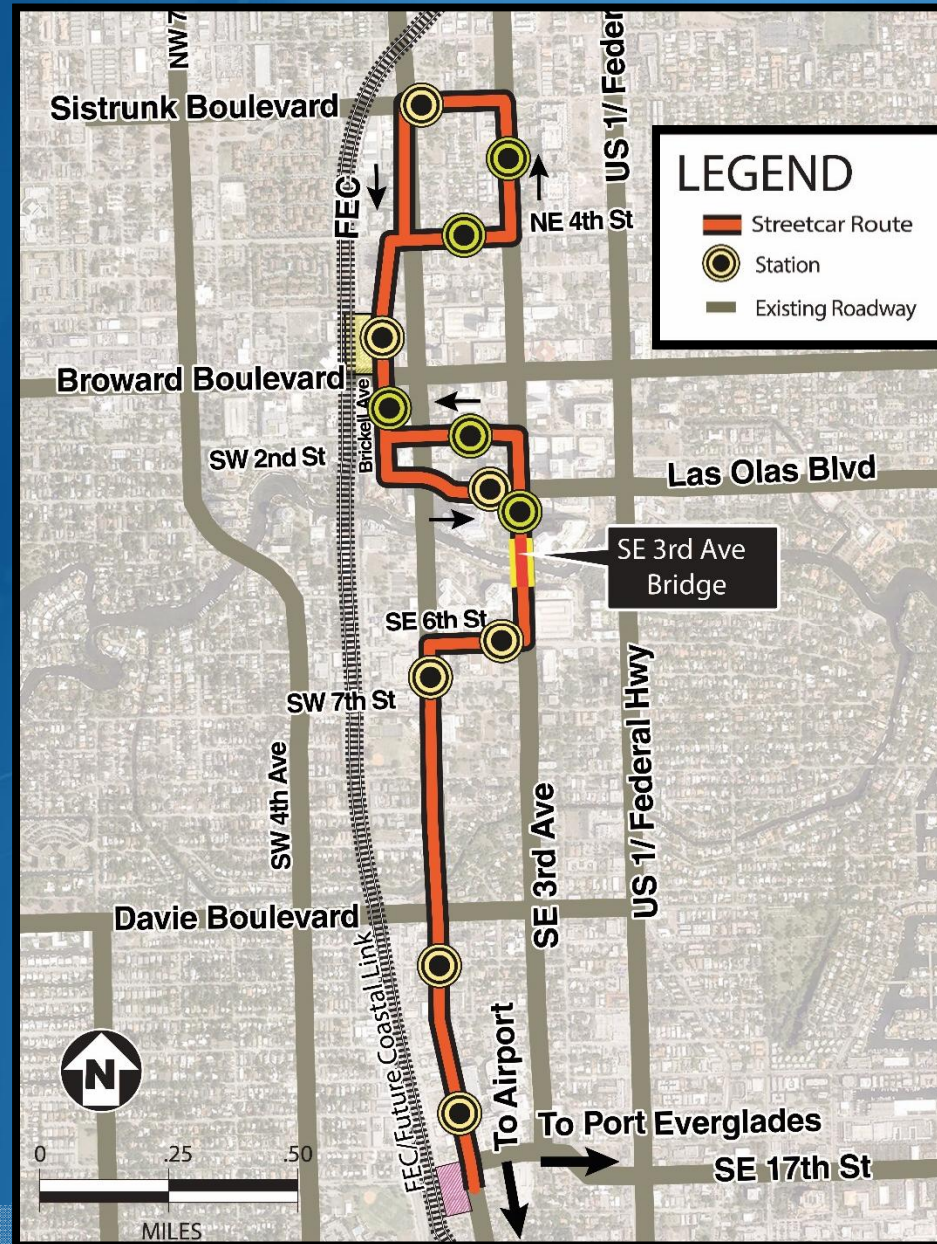 NW 7
US 1/ Feder
Sistrunk Boulevard
LEGEND
Streetcar Route
Station
Existing Roadway
FEC
NE 4th St
Broward Boulevard
Brickell Ave
SW 2nd St
Las Olas Blvd
SE 3rd Ave
Bridge
SE 6th St
SW 7th St
SW 4th Ave
SE 3rd Ave
US 1/ Federal Hwy
Davie Boulevard
FEC/Future Coastal Link
N
To Airport
To Port Everglades
SE 17th St
0 .25 .50
MILES